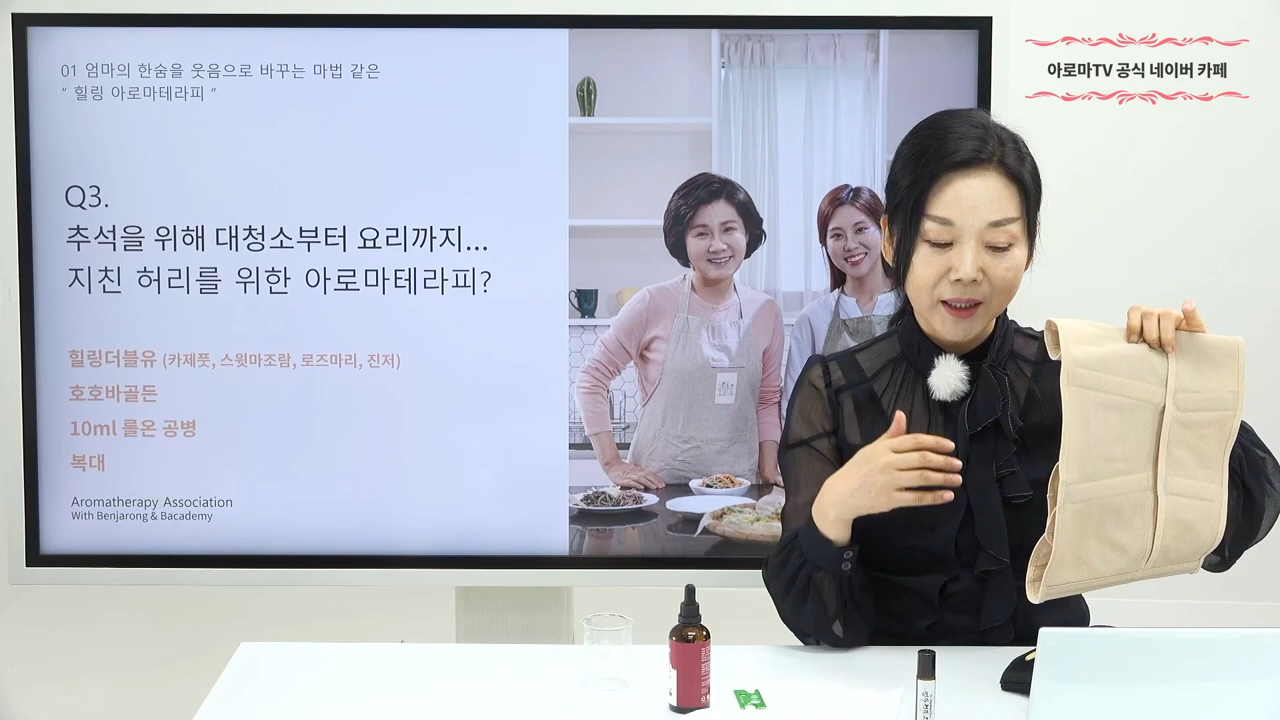 01 엄마의 한숨을 웃음으로 바꾸는 마법 같은
" 힐링 아로마테라피 "
Q3.
추석을 위해 대청소부터 요리까지...
지친 허리를 위한 아로마테라피?
힐링더블유 (카제풋, 스윗마조람, 로즈마리, 진저)
호호바골든
10ml 롤온 공병
복대
Aromatherapy Association
With Benjarong & Bacademy
아로마TV 공식 네이버 카페